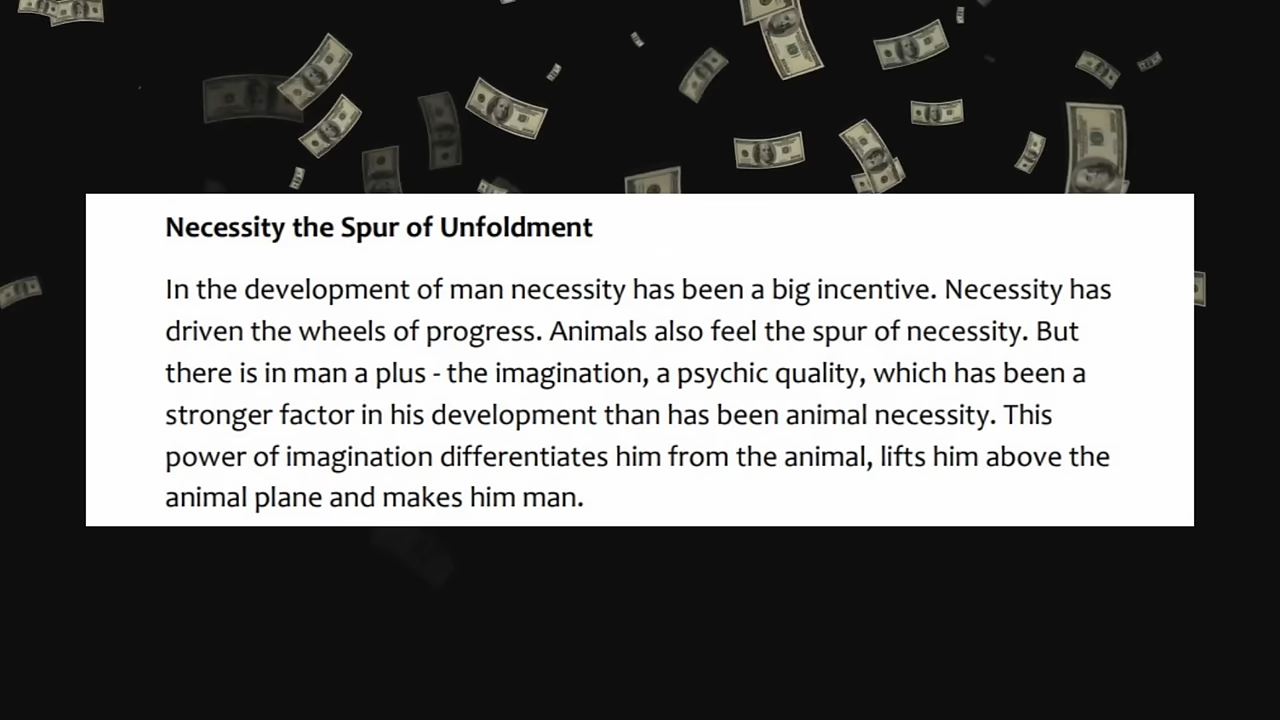 Necessity the Spur of Unfoldment
In the development of man necessity has been a big incentive. Necessity has
driven the wheels of progress. Animals also feel the spur of necessity. But
there is in man a plus - the imagination, a psychic quality, which has been a
stronger factor in his development than has been animal necessity. This
power of imagination differentiates him from the animal, lifts him above the
animal plane and makes him man.